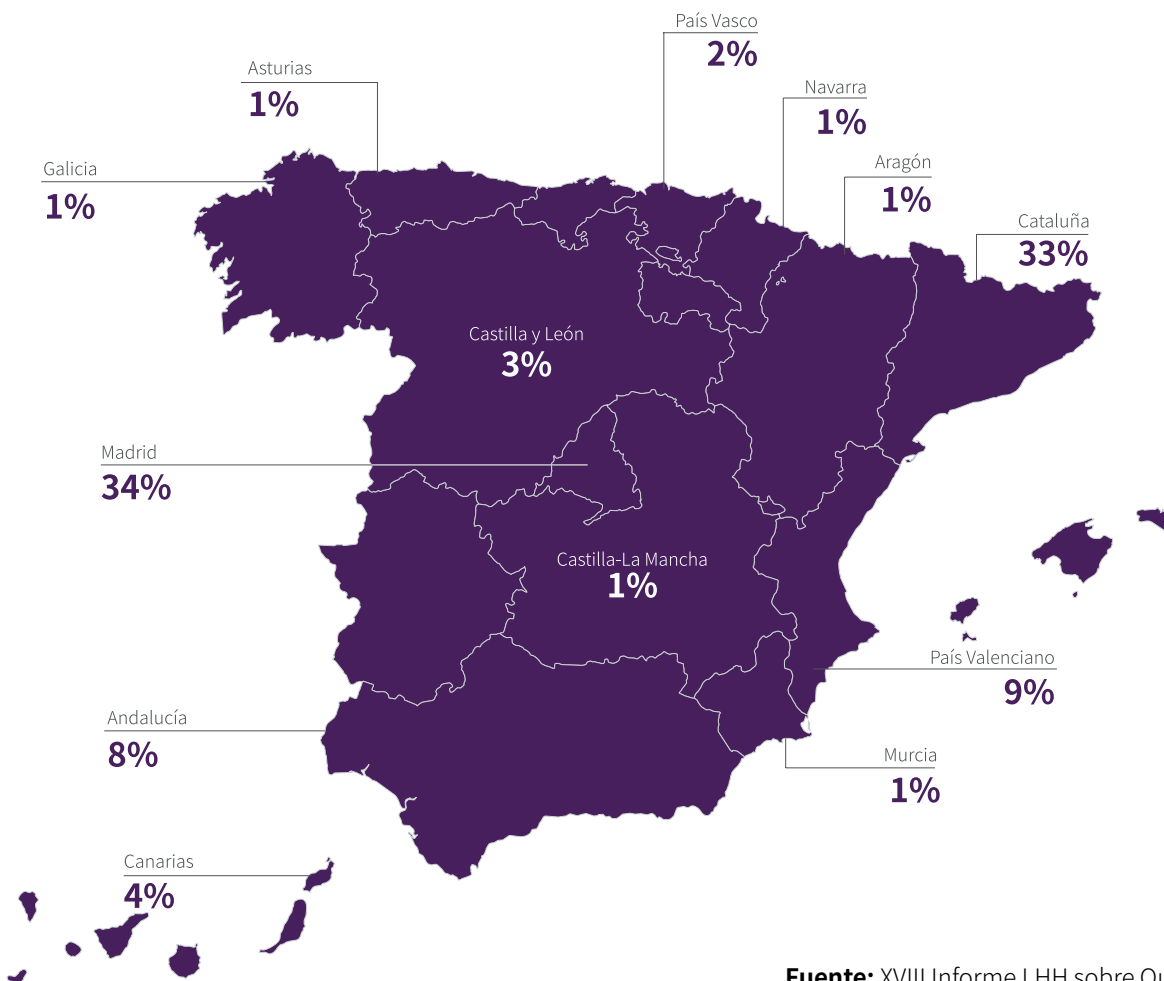 País Vasco
2%
Asturias
1%
Navarra
1%
Aragón
1%
Galicia
1%
Cataluña
33%
Castilla y León
3%
Madrid
34%
Castilla-La Mancha
1%
País Valenciano
9%
Andalucía
8%
Murcia
1%
Canarias
4%
Fuente: XVIII Informe LHH sobre